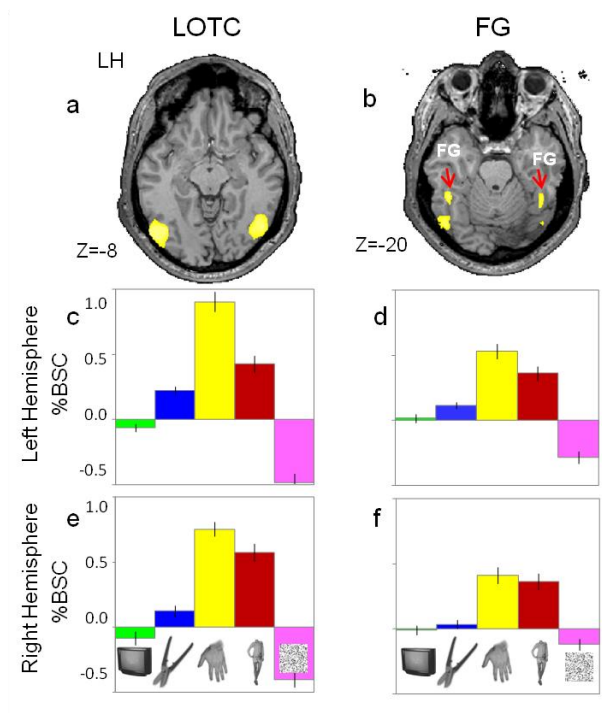 LOTC
FG
LH
a
b
FG
FG
Z=-8
Z=-20
Left Hemisphere
%BSC
1.0
0.5
0.0
-0.5
c
d
Right Hemisphere
%BSC
1.0
0.5
0.0
-0.5
e
f